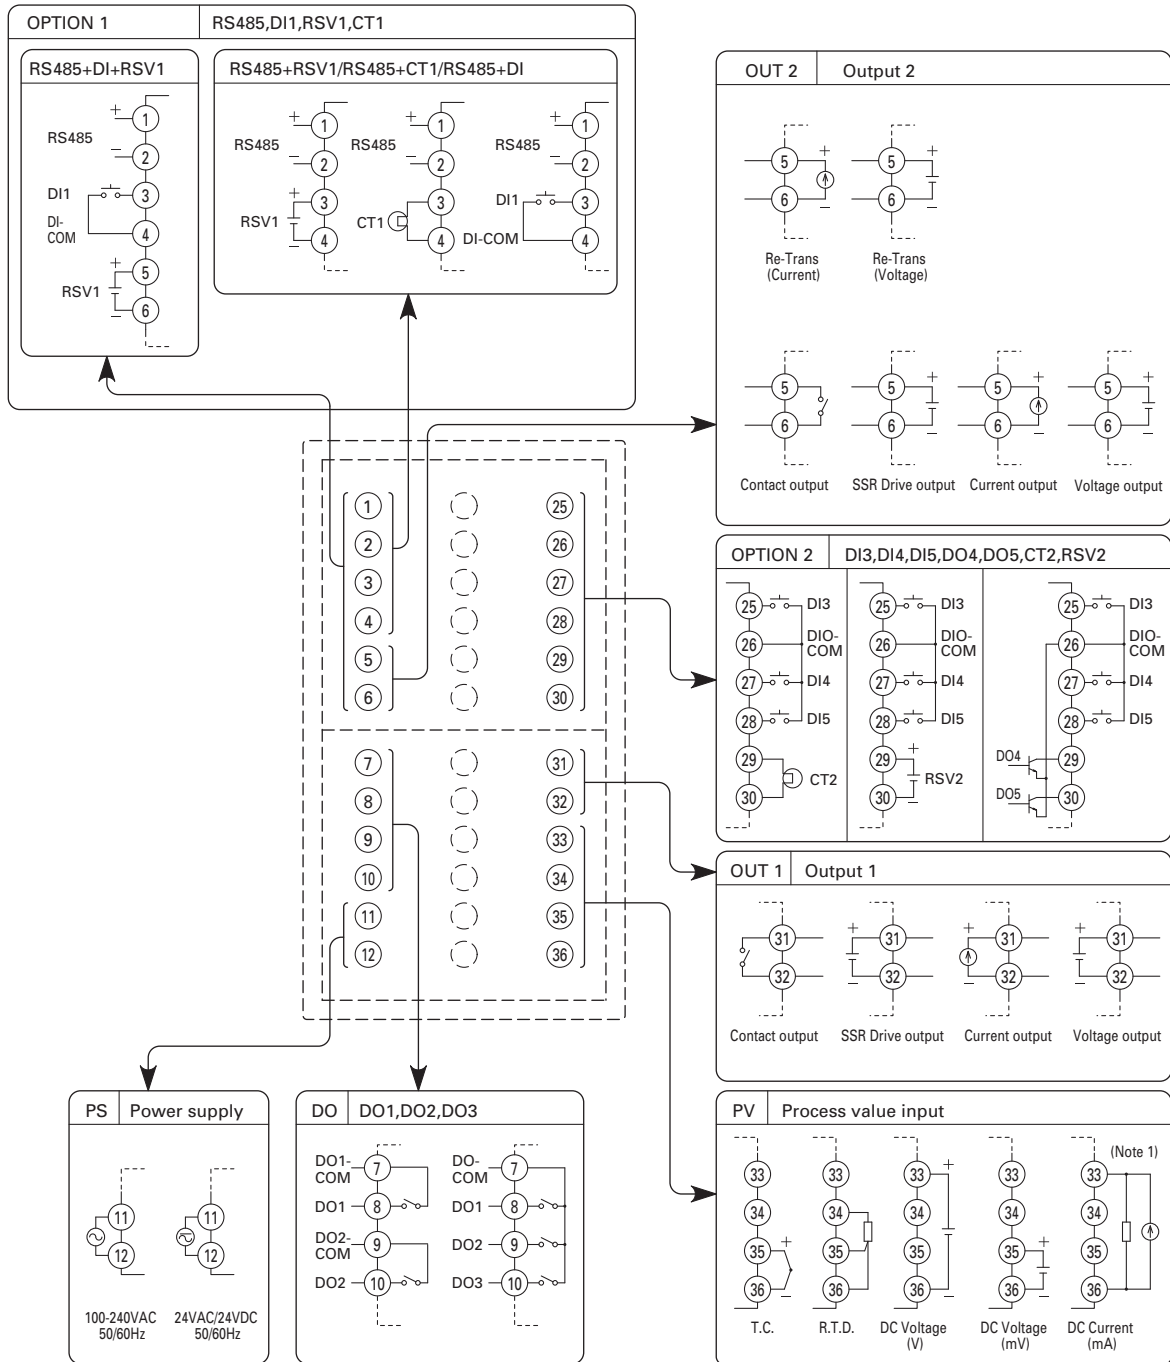 OPTION 1 RS485,DI1,RSV1,CT1
RS485+DI+RSV1
+
1
RS485
−
2
DI1
3
DI-
COM
4
+
5
RSV1
−
6
RS485+RSV1/RS485+CT1/RS485+DI
+ 1 + 1 + 1
RS485 RS485 RS485
− 2 − 2 − 2
+ 3 3 DI1 3
RSV1 CT1
− 4 4 DI-COM 4
OUT 2 Output 2
5 + 5 +
6 − 6 −
Re-Trans
(Current)
Re-Trans
(Voltage)
5 5 + 5 + 5 +
6 6 − 6 − 6 −
Contact output SSR Drive output Current output Voltage output
1 25
2 26
3 27
4 28
5 29
6 30
7 31
8 32
9 33
10 34
11 35
12 36
OPTION 2 DI3,DI4,DI5,DO4,DO5,CT2,RSV2
25 DI3
26 DIO-
COM
27 DI4
28 DI5
29
CT2
30
25 DI3
26 DIO-
COM
27 DI4
28 DI5
29 +
RSV2
30 −
25 DI3
26 DIO-
COM
27 DI4
28 DI5
DO4 29
DO5 30
OUT 1 Output 1
31 + 31 + 31 + 31
32 − 32 − 32 − 32
Contact output SSR Drive output Current output Voltage output
PS Power supply
11 11
12 12
100-240VAC
50/60Hz
24VAC/24VDC
50/60Hz
DO DO1,DO2,DO3
DO1-
COM
7
DO1 8
DO2-
COM
9
DO2 10
DO-
COM
7
DO1 8
DO2 9
DO3 10
PV Process value input
(Note 1)
33 33 33 + 33 33
34 34 34 34 34
35 + 35 35 35 + 35
36 − 36 36 − 36 − 36
T.C. R.T.D. DC Voltage
(V)
DC Voltage
(mV)
DC Current
(mA)